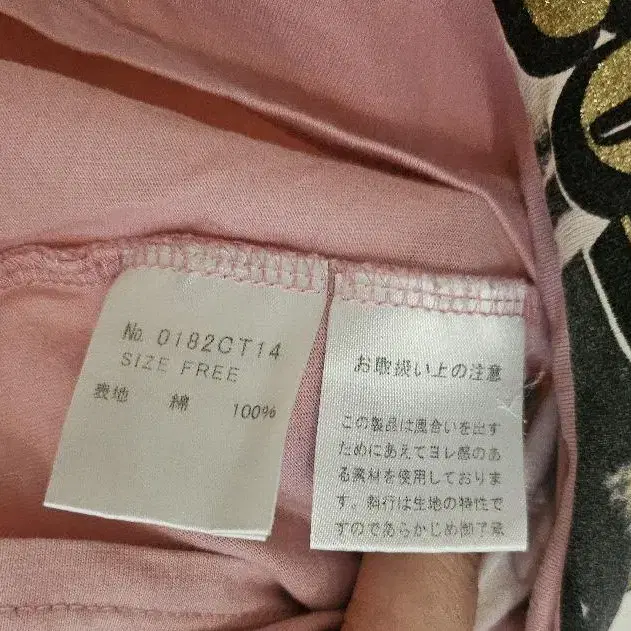 No. 0182CT14
SIZE FREE
表地 綿 100%
お取扱い上の注意
この製品は風合いを出す
ためにあえてヨレ感のあ
る素材を使用しておりま
す。斜行は生地の特性で
すのであらかじめ御了承